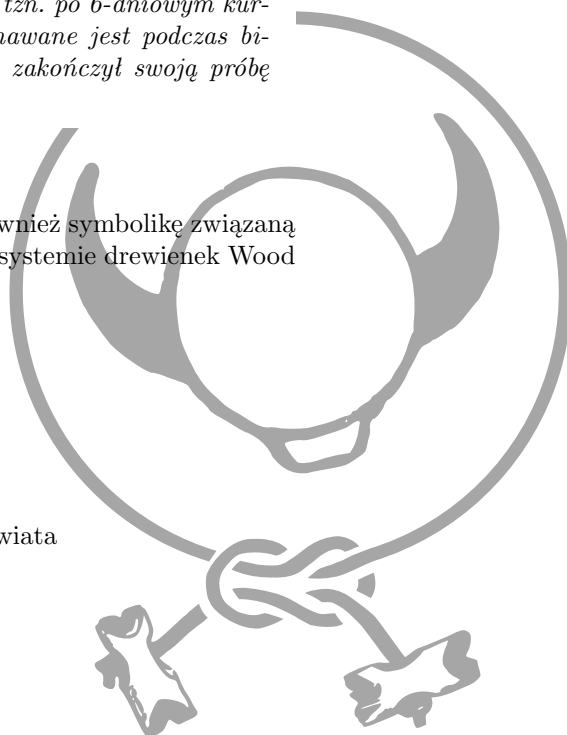 tzn. po 6-dniowym kur-
nawane jest podczas bi-
zakończył swoją próbę
wnież symbolikę związaną
systemie drewienek Wood
wiata